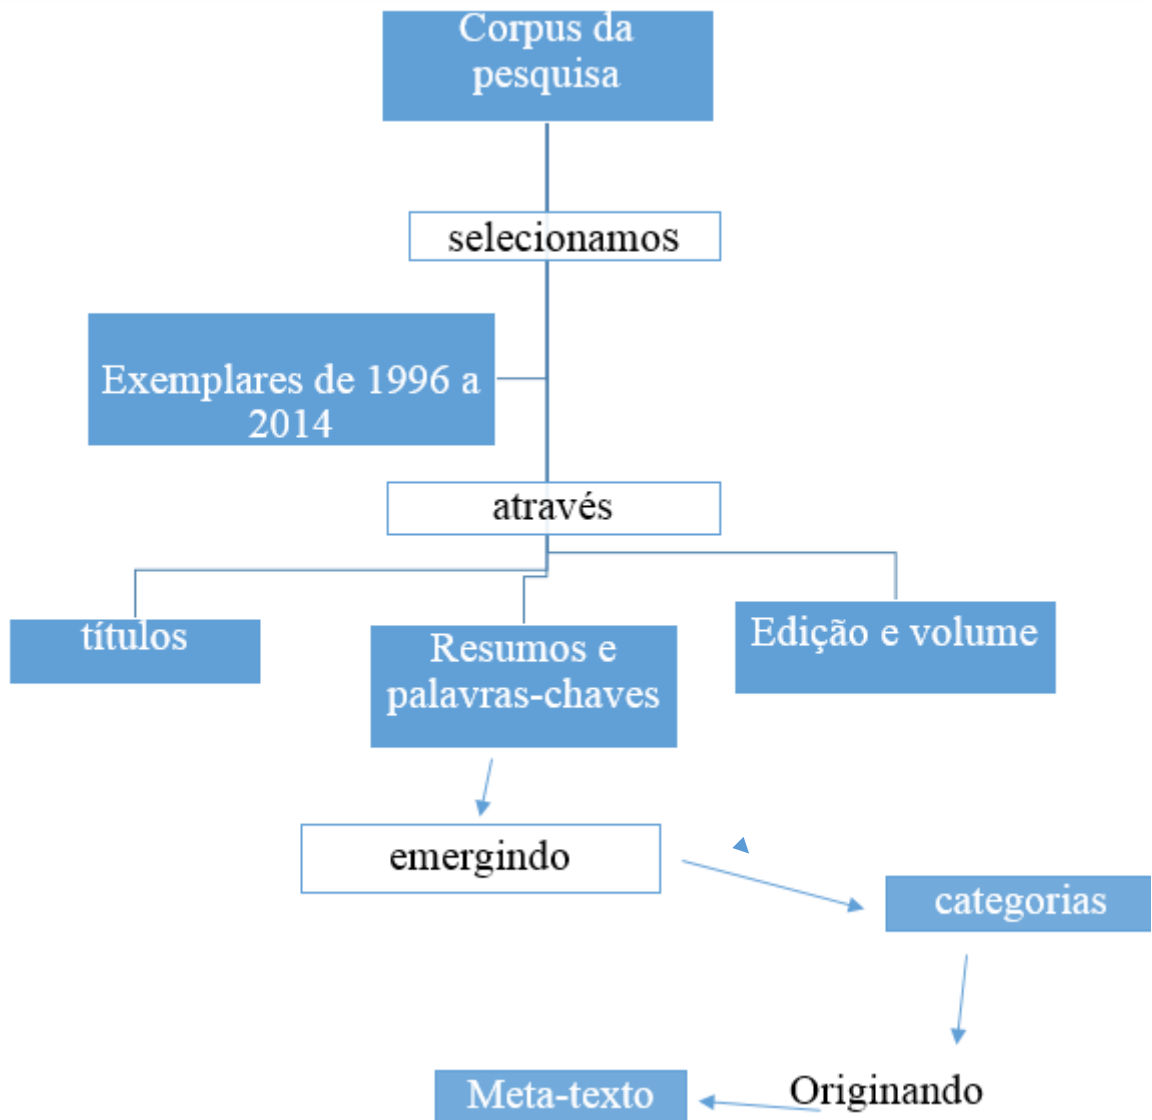 Corpus da
pesquisa
selecionamos
Exemplares de 1996 a
2014
através
títulos
Resumos e
palavras-chaves
Edição e volume
emergindo
categorias
Originando
Meta-texto